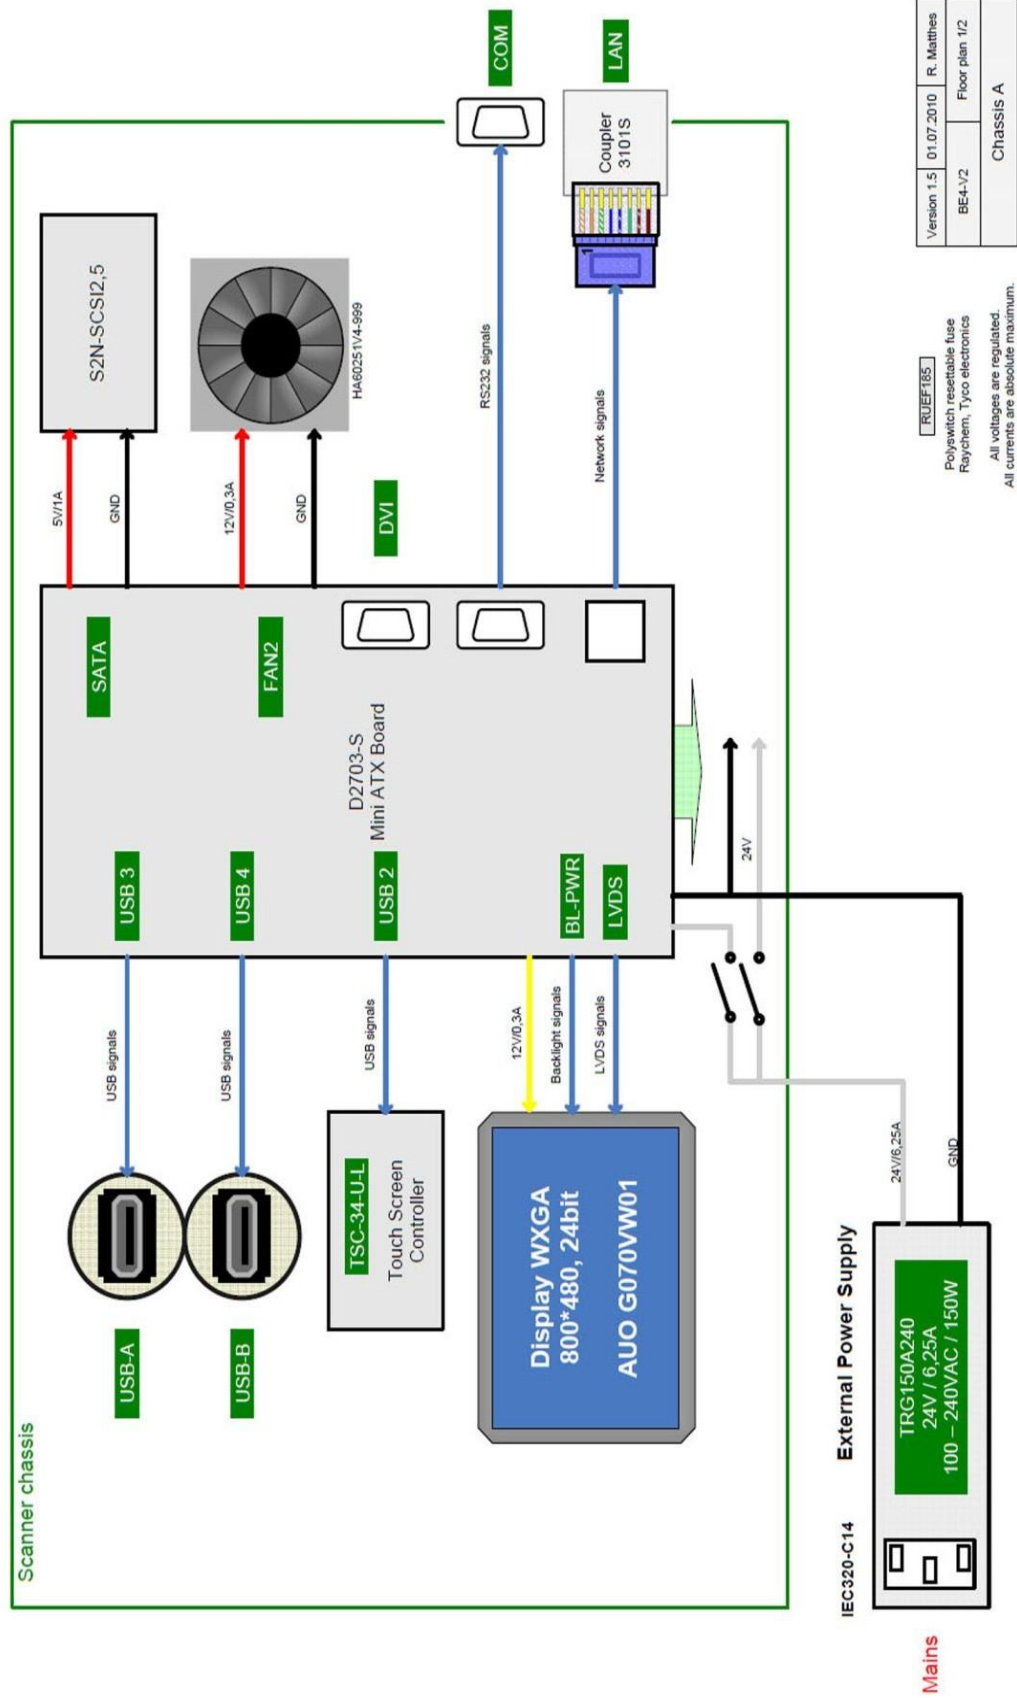 Scanner chassis
USB-A
USB signals
USB 3
SATA
5V/1A
GND
S2N-SCSI2,5
USB-B
USB signals
USB 4
FAN2
12V/0,3A
GND
HA60251V4-999
TSC-34-U-L
Touch Screen
Controller
USB signals
USB 2
D2703-S
Mini ATX Board
DVI
Display WXGA
800*480, 24bit
AUO G070VW01
12V/0,3A
Backlight signals
LVDS signals
BL-PWR
LVDS
RS232 signals
COM
Network signals
1
Coupler
3101S
LAN
24V
24V/6,25A
GND
Mains
IEC320-C14
External Power Supply
TRG150A240
24V / 6,25A
100 – 240VAC / 150W
RUEF185
Polyswitch resettable fuse
Raychem, Tyco electronics
All voltages are regulated.
All currents are absolute maximum.
Version 1.5 01.07.2010 R. Matthes
BE4-V2 Floor plan 1/2
Chassis A